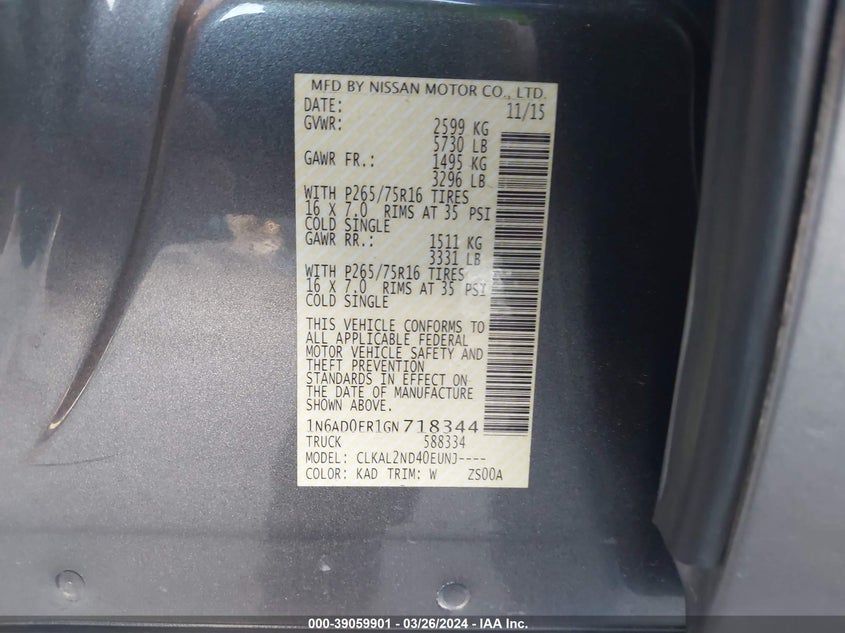 MFD BY NISSAN MOTOR CO., LTD.
DATE: 11/15
GVWR: 2599 KG
5730 LB
GAWR FR.: 1495 KG
3296 LB
WITH P265/75R16 TIRES
16 X 7.0 RIMS AT 35 PSI
COLD SINGLE
GAWR RR.: 1511 KG
3331 LB
WITH P265/75R16 TIRES
16 X 7.0 RIMS AT 35 PSI
COLD SINGLE
THIS VEHICLE CONFORMS TO
ALL APPLICABLE FEDERAL
MOTOR VEHICLE SAFETY AND
THEFT PREVENTION
STANDARDS IN EFFECT ON
THE DATE OF MANUFACTURE
SHOWN ABOVE.
1N6AD0ER1GN718344
TRUCK 588334
MODEL: CLKAL2ND40EUNJ----
COLOR: KAD TRIM: W ZS00A
000-39059901 - 03/26/2024 - IAA Inc.